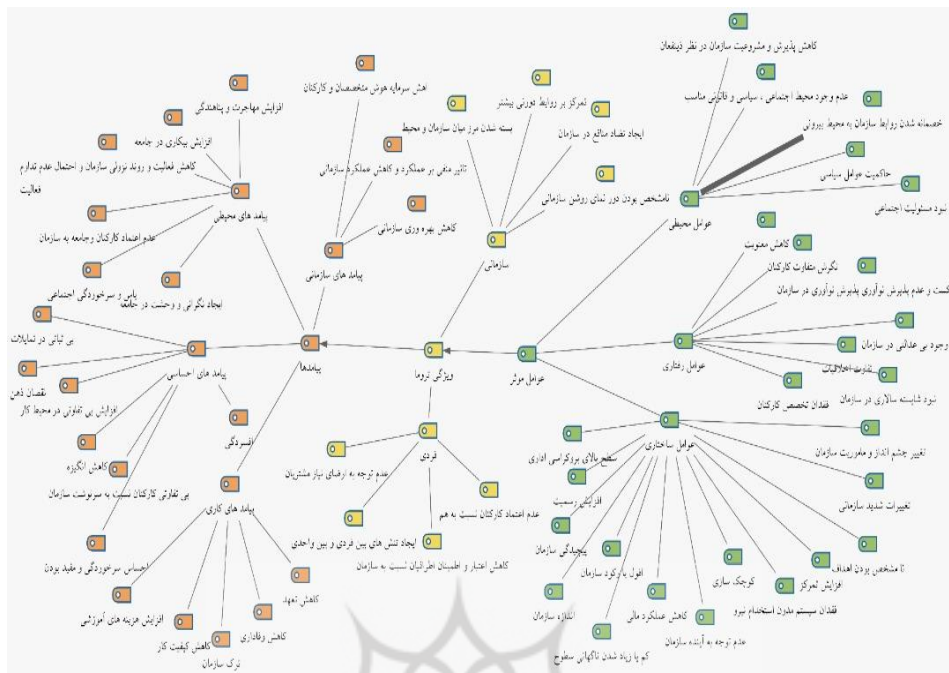 کاهش پذیرش و مشروعیت سازمان در نظر ذینفعان
عدم وجود محیط اجتماعی ، سیاسی و قانونی مناسب
خصمانه شدن روابط سازمان به محیط بیرونی
حاکمیت عوامل سیاسی
نبود مسئولیت اجتماعی
عوامل محیطی
اهش سرمایه هوش متخصصان و کارکنان
تمرکز بر روابط دورنی بیشتر
بسته شدن مرز میان سازمان و محیط
ایجاد تضاد منافع در سازمان
نامشخص بودن دور نمای روشن سازمانی
سازمانی
تاثیر منفی بر عملکرد و کاهش عملکرد سازمانی
کاهش بهره وری سازمانی
پیامد های سازمانی
افزایش مهاجرت و پناهندگی
افزایش بیکاری در جامعه
کاهش فعالیت و روند نزولی سازمان و احتمال عدم تداوم
فعالیت
پیامد های محیطی
عدم اعتماد کارکنان وجامعه به سازمان
یاس و سرخوردگی اجتماعی
ایجاد نگرانی و وحشت در جامعه
کاهش معنویت
نگرش متفاوت کارکنان
کست و عدم پذیرش نوآوری پذیرش نوآوری در سازمان
وجود بی عدالتی در سازمان
تفاوت اخلاقیات
نبود شایسته سالاری در سازمان
فقدان تخصص کارکنان
عوامل رفتاری
عوامل موثر
ویژگی تروما
پیامدها
بی ثباتی در تمایلات
پیامد های احساسی
نقصان ذهن
افزایش بی تفاوتی در محیط کار
افسردگی
کاهش انگیزه
بی تفاوتی کارکنان نسبت به سرنوشت سازمان
احساس سرخوردگی و مفید بودن
پیامد های کاری
کاهش تعهد
کاهش وفاداری
ترک سازمان
کاهش کیفیت کار
افزایش هزینه های آموزشی
فردی
عدم توجه به ارضای نیاز مشتریان
عدم اعتماد کارکنان نسبت به هم
ایجاد تنش های بین فردی و بین واحدی
کاهش اعتبار و اطمینان اطرافیان نسبت به سازمان
عوامل ساختاری
سطح بالای بروکراسی اداری
تغییر چشم انداز و ماموریت سازمان
افزایش رسمیت
تغییرات شدید سازمانی
پیچیدگی سازمان
افول یا رکود سازمان
کوچک سازی
افزایش تمرکز
نا مشخص بودن اهداف
فقدان سیستم مدون استخدام نیرو
اندازه سازمان
کاهش عملکرد مالی
عدم توجه به آینده سازمان
کم یا زیاد شدن ناگهانی سطوح